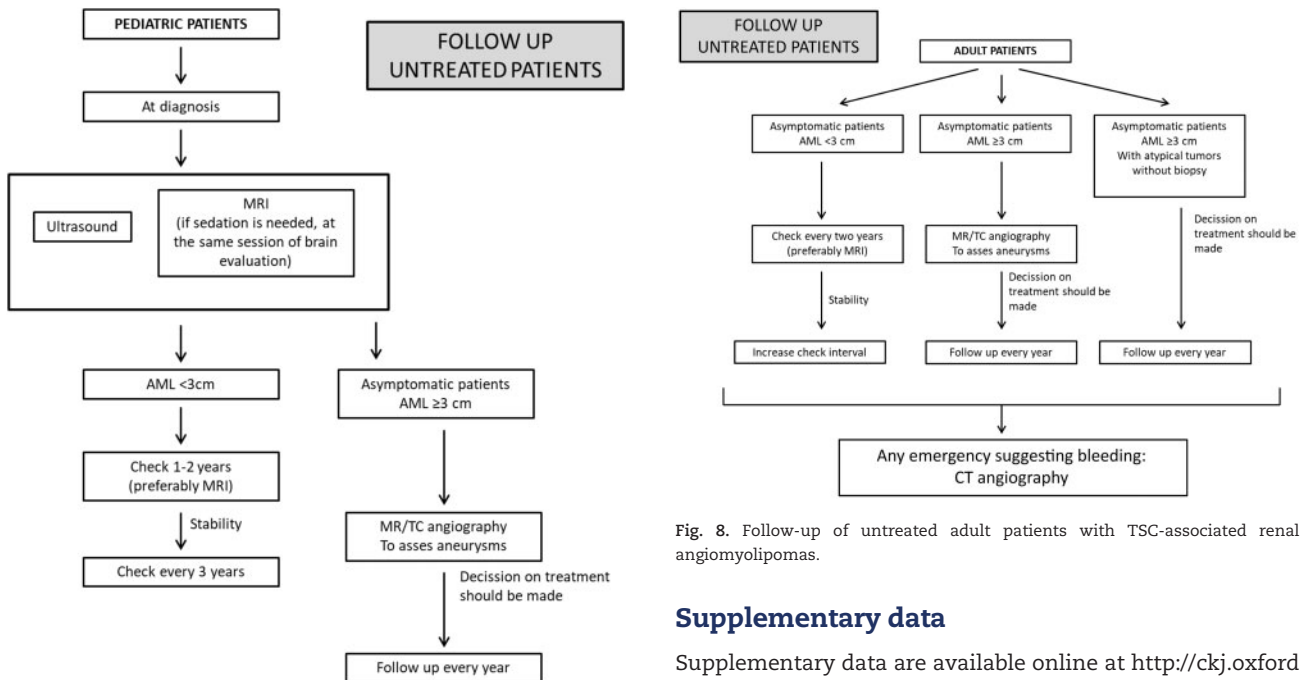 PEDIATRIC PATIENTS
FOLLOW UP
UNTREATED PATIENTS
At diagnosis
Ultrasound
MRI
(if sedation is needed, at
the same session of brain
evaluation)
AML <3cm
Asymptomatic patients
AML ≥3 cm
Check 1-2 years
(preferably MRI)
Stability
Check every 3 years
MR/TC angiography
To asses aneurysms
Decission on treatment
should be made
Follow up every year
FOLLOW UP
UNTREATED PATIENTS
ADULT PATIENTS
Asymptomatic patients
AML <3 cm
Asymptomatic patients
AML ≥3 cm
Asymptomatic patients
AML ≥3 cm
With atypical tumors
without biopsy
Check every two years
(preferably MRI)
MR/TC angiography
To asses aneurysms
Decission on
treatment should be
made
Stability
Decission on
treatment should be
made
Increase check interval
Follow up every year
Follow up every year
Any emergency suggesting bleeding:
CT angiography
Fig. 8. Follow-up of untreated adult patients with TSC-associated renal
angiomyolipomas.
Supplementary data
Supplementary data are available online at http://ckj.oxford